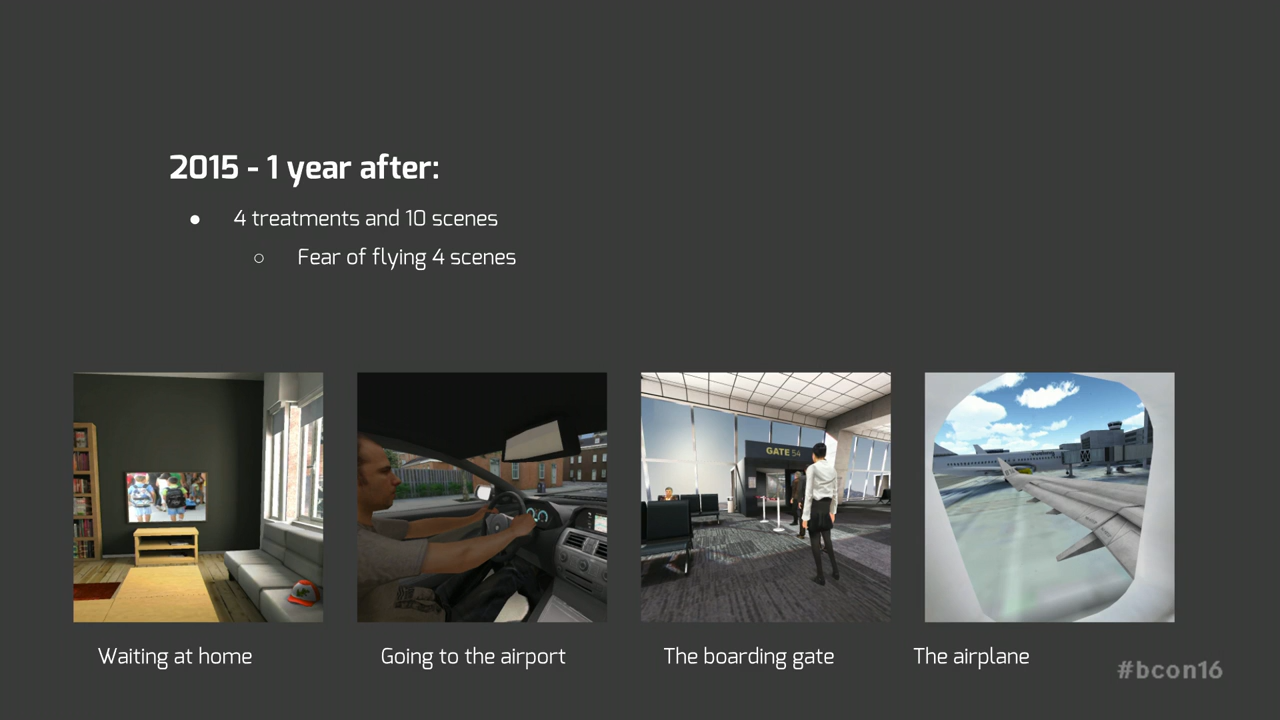 2015 - 1 year after:
● 4 treatments and 10 scenes
○ Fear of flying 4 scenes
GATE 54
vueling
Waiting at home
Going to the airport
The boarding gate
The airplane
#bcon16